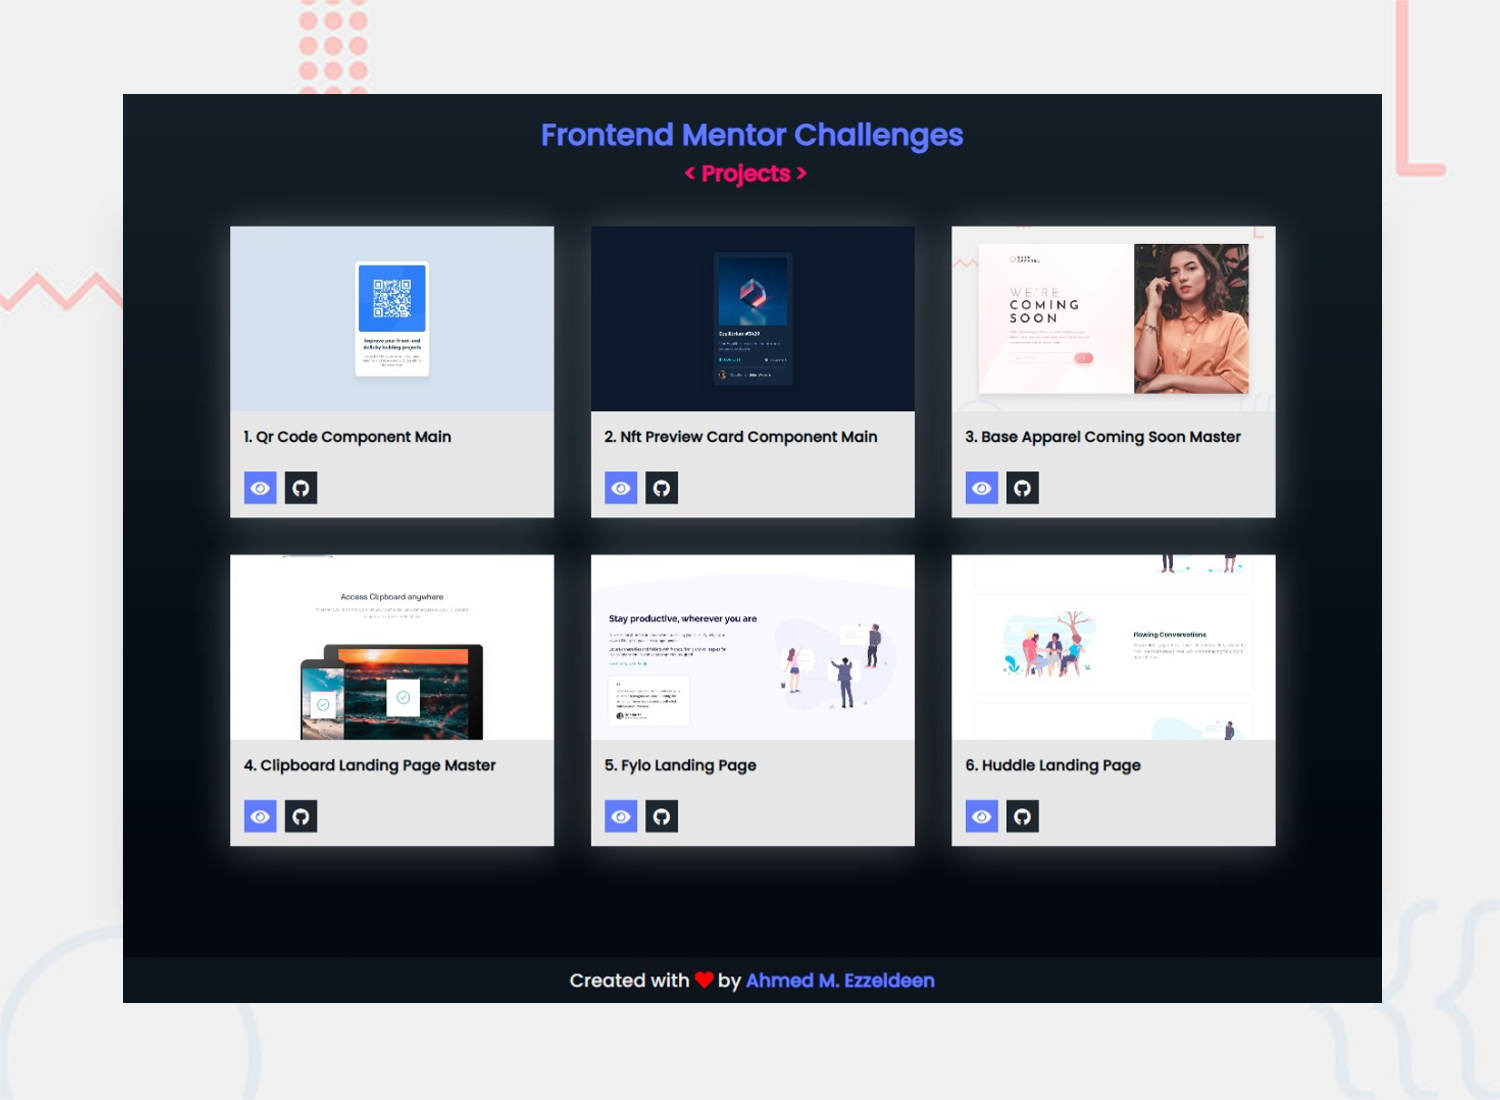 Frontend Mentor Challenges
< Projects >
Improve your front-end
skills by building projects
Equilibrium #3429
BASE
APPAREL
WE'RE
COMING
SOON
1. Qr Code Component Main
2. Nft Preview Card Component Main
3. Base Apparel Coming Soon Master
Access Clipboard anywhere
Stay productive, wherever you are
Flowing Conversations
4. Clipboard Landing Page Master
5. Fylo Landing Page
6. Huddle Landing Page
Created with ❤ by Ahmed M. Ezzeldeen